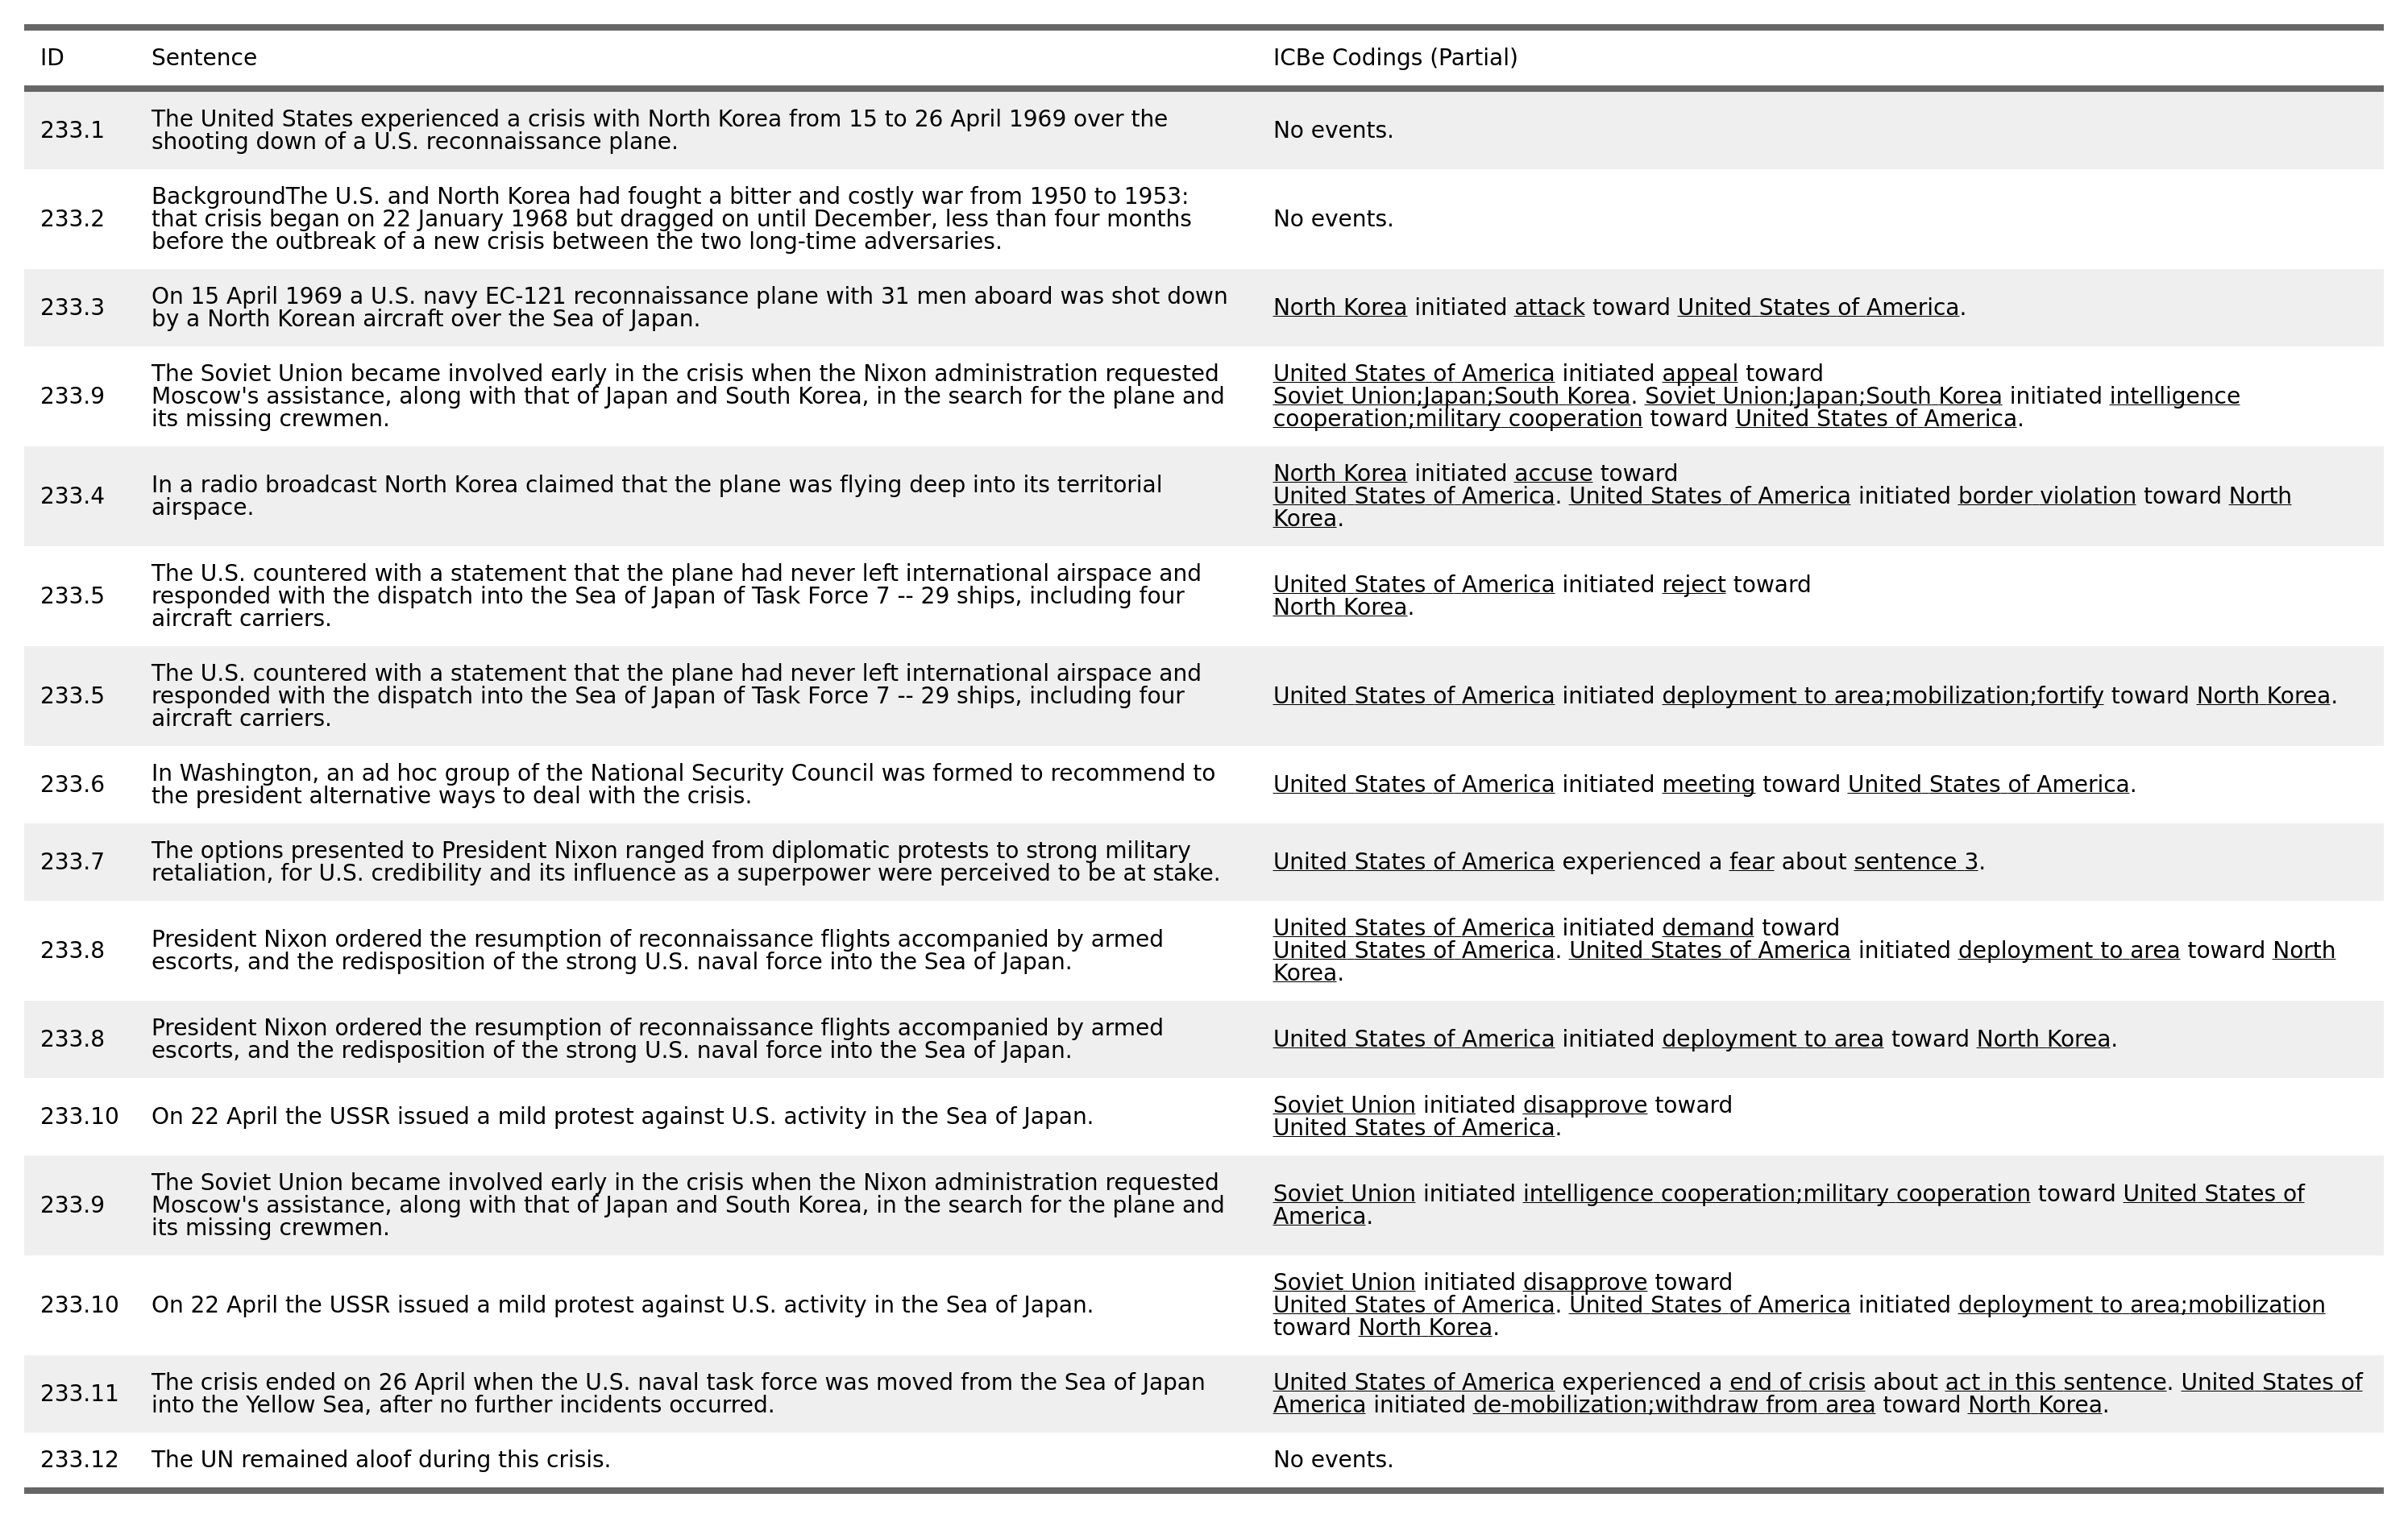 ID Sentence ICBe Codings (Partial)
233.1 The United States experienced a crisis with North Korea from 15 to 26 April 1969 over the
shooting down of a U.S. reconnaissance plane.
No events.
233.2 BackgroundThe U.S. and North Korea had fought a bitter and costly war from 1950 to 1953:
that crisis began on 22 January 1968 but dragged on until December, less than four months
before the outbreak of a new crisis between the two long-time adversaries.
No events.
233.3 On 15 April 1969 a U.S. navy EC-121 reconnaissance plane with 31 men aboard was shot down
by a North Korean aircraft over the Sea of Japan.
North Korea initiated attack toward United States of America.
233.9 The Soviet Union became involved early in the crisis when the Nixon administration requested
Moscow's assistance, along with that of Japan and South Korea, in the search for the plane and
its missing crewmen.
United States of America initiated appeal toward
Soviet Union;Japan;South Korea. Soviet Union;Japan;South Korea initiated intelligence
cooperation;military cooperation toward United States of America.
233.4 In a radio broadcast North Korea claimed that the plane was flying deep into its territorial
airspace.
North Korea initiated accuse toward
United States of America. United States of America initiated border violation toward North
Korea.
233.5 The U.S. countered with a statement that the plane had never left international airspace and
responded with the dispatch into the Sea of Japan of Task Force 7 -- 29 ships, including four
aircraft carriers.
United States of America initiated reject toward
North Korea.
233.5 The U.S. countered with a statement that the plane had never left international airspace and
responded with the dispatch into the Sea of Japan of Task Force 7 -- 29 ships, including four
aircraft carriers.
United States of America initiated deployment to area;mobilization;fortify toward North Korea.
233.6 In Washington, an ad hoc group of the National Security Council was formed to recommend to
the president alternative ways to deal with the crisis.
United States of America initiated meeting toward United States of America.
233.7 The options presented to President Nixon ranged from diplomatic protests to strong military
retaliation, for U.S. credibility and its influence as a superpower were perceived to be at stake.
United States of America experienced a fear about sentence 3.
233.8 President Nixon ordered the resumption of reconnaissance flights accompanied by armed
escorts, and the redisposition of the strong U.S. naval force into the Sea of Japan.
United States of America initiated demand toward
United States of America. United States of America initiated deployment to area toward North
Korea.
233.8 President Nixon ordered the resumption of reconnaissance flights accompanied by armed
escorts, and the redisposition of the strong U.S. naval force into the Sea of Japan.
United States of America initiated deployment to area toward North Korea.
233.10 On 22 April the USSR issued a mild protest against U.S. activity in the Sea of Japan.
Soviet Union initiated disapprove toward
United States of America.
233.9 The Soviet Union became involved early in the crisis when the Nixon administration requested
Moscow's assistance, along with that of Japan and South Korea, in the search for the plane and
its missing crewmen.
Soviet Union initiated intelligence cooperation;military cooperation toward United States of
America.
233.10 On 22 April the USSR issued a mild protest against U.S. activity in the Sea of Japan.
Soviet Union initiated disapprove toward
United States of America. United States of America initiated deployment to area;mobilization
toward North Korea.
233.11 The crisis ended on 26 April when the U.S. naval task force was moved from the Sea of Japan
into the Yellow Sea, after no further incidents occurred.
United States of America experienced a end of crisis about act in this sentence. United States of
America initiated de-mobilization;withdraw from area toward North Korea.
233.12 The UN remained aloof during this crisis.
No events.